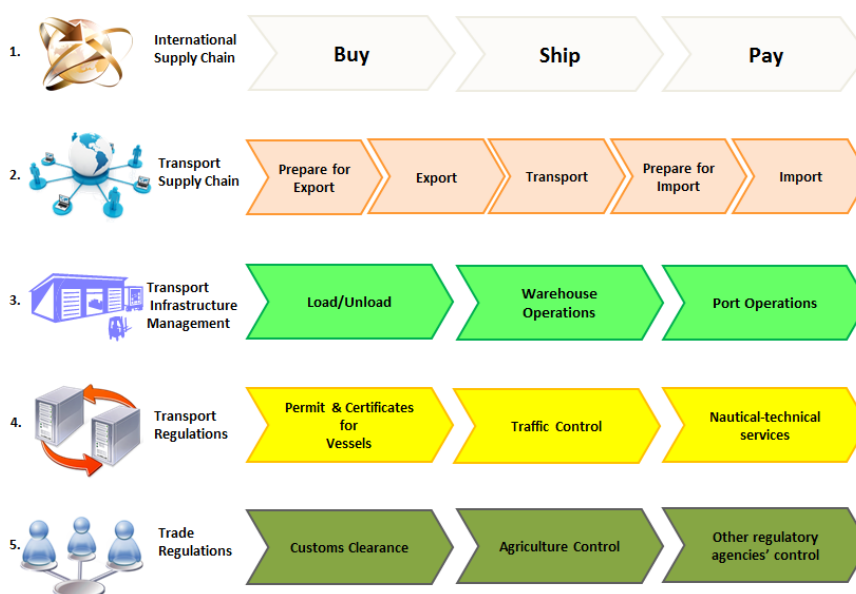 1.
International
Supply Chain
Buy
Ship
Pay
2.
Transport
Supply Chain
Prepare for
Export
Export
Transport
Prepare for
Import
Import
3.
Transport
Infrastructure
Management
Load/Unload
Warehouse
Operations
Port Operations
4.
Transport
Regulations
Permit & Certificates
for
Vessels
Traffic Control
Nautical-technical
services
5.
Trade
Regulations
Customs Clearance
Agriculture Control
Other regulatory
agencies' control